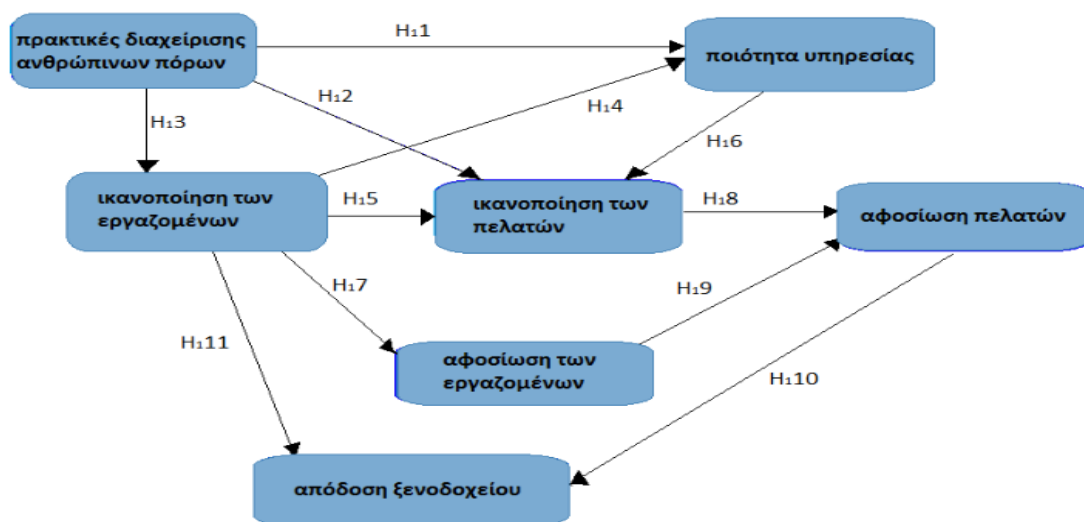 πρακτικές διαχείρισης
ανθρώπινων πόρων
H₁1
ποιότητα υπηρεσίας
H₁2
H₁4
H₁3
H₁6
ικανοποίηση των
εργαζομένων
H₁5
ικανοποίηση των
πελατών
H₁8
αφοσίωση πελατών
H₁7
H₁9
H₁11
αφοσίωση των
εργαζομένων
H₁10
απόδοση ξενοδοχείου